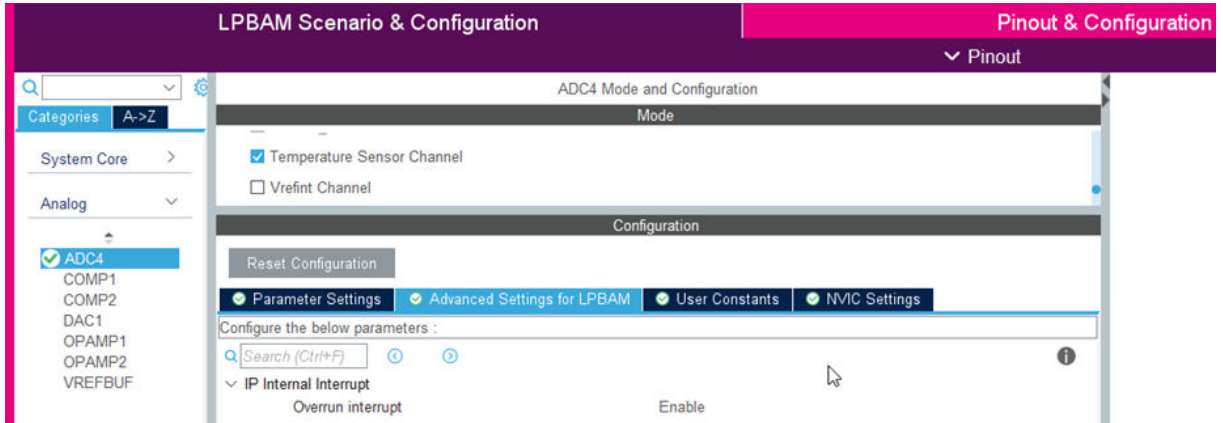 LPBAM Scenario & Configuration
Pinout & Configuration
Pinout
ADC4 Mode and Configuration
Categories
A->Z
Mode
System Core
Temperature Sensor Channel
Vrefint Channel
Analog
Configuration
ADC4
Reset Configuration
COMP1
COMP2
Parameter Settings
Advanced Settings for LPBAM
User Constants
NVIC Settings
DAC1
Configure the below parameters :
OPAMP1
OPAMP2
Search (Ctrl+F)
VREFBUF
IP Internal Interrupt
Overrun interrupt
Enable